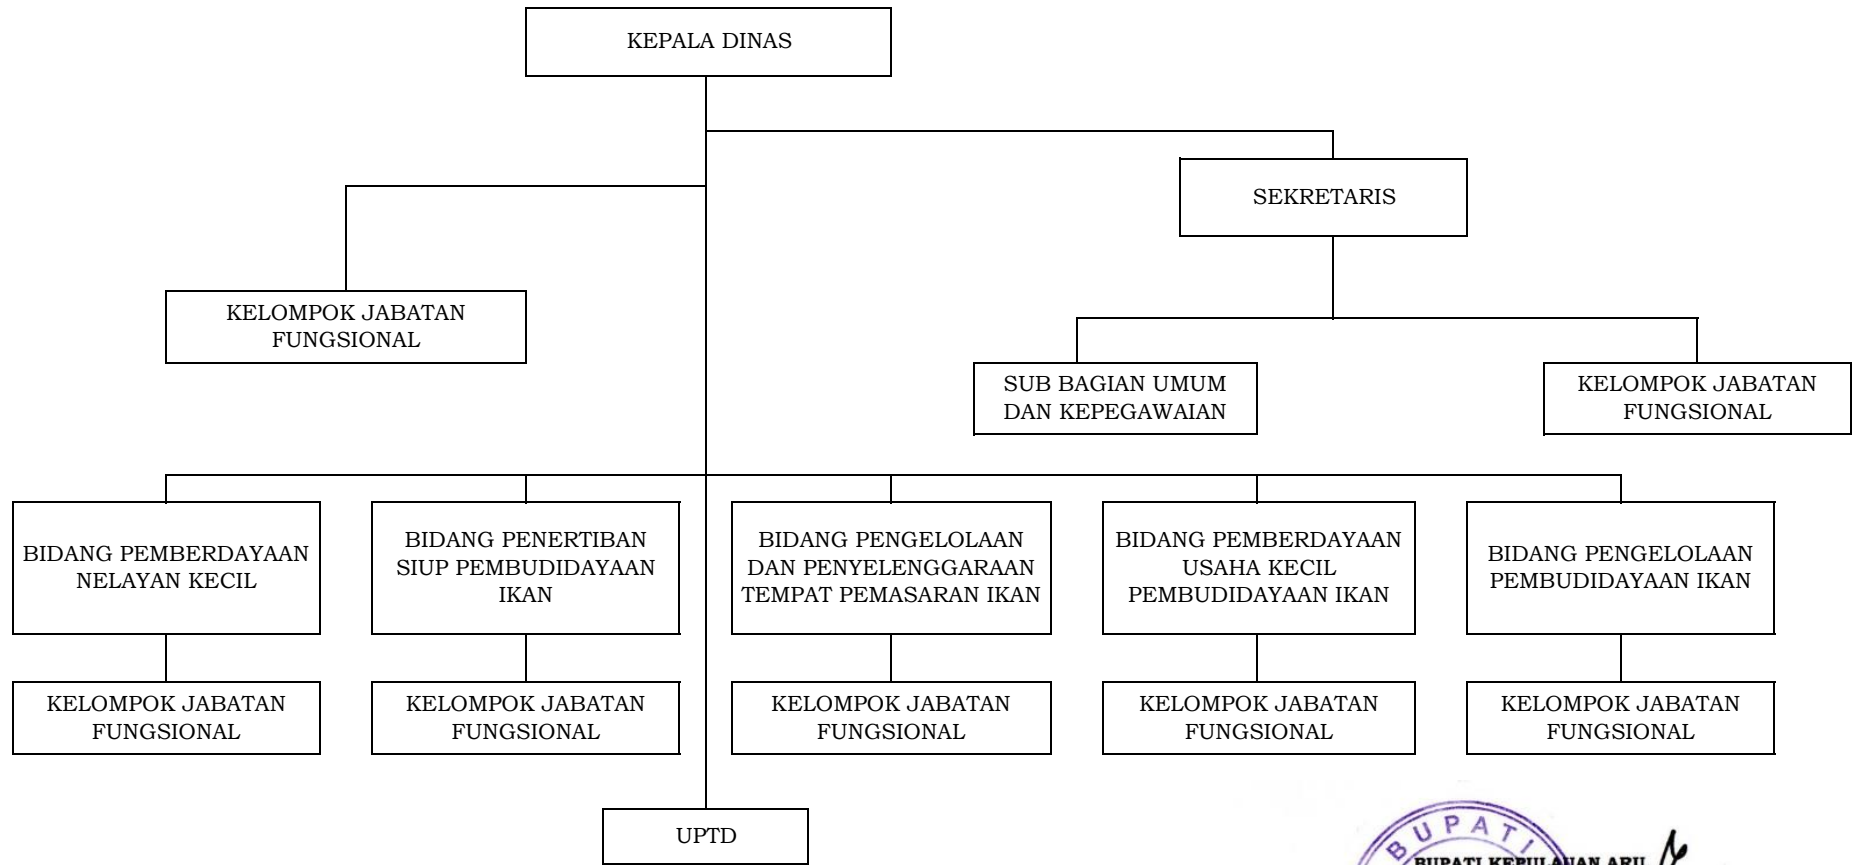 KEPALA DINAS
SEKRETARIS
KELOMPOK JABATAN
FUNGSIONAL
SUB BAGIAN UMUM
DAN KEPEGAWAIAN
KELOMPOK JABATAN
FUNGSIONAL
BIDANG PEMBERDAYAAN
NELAYAN KECIL
BIDANG PENERTIBAN
SIUP PEMBUDIDAYAAN
IKAN
BIDANG PENGELOLAAN
DAN PENYELENGGARAAN
TEMPAT PEMASARAN IKAN
BIDANG PEMBERDAYAAN
USAHA KECIL
PEMBUDIDAYAAN IKAN
BIDANG PENGELOLAAN
PEMBUDIDAYAAN IKAN
KELOMPOK JABATAN
FUNGSIONAL
KELOMPOK JABATAN
FUNGSIONAL
KELOMPOK JABATAN
FUNGSIONAL
KELOMPOK JABATAN
FUNGSIONAL
KELOMPOK JABATAN
FUNGSIONAL
UPTD
BUPATI
BUPATI KEPULAUAN ARU